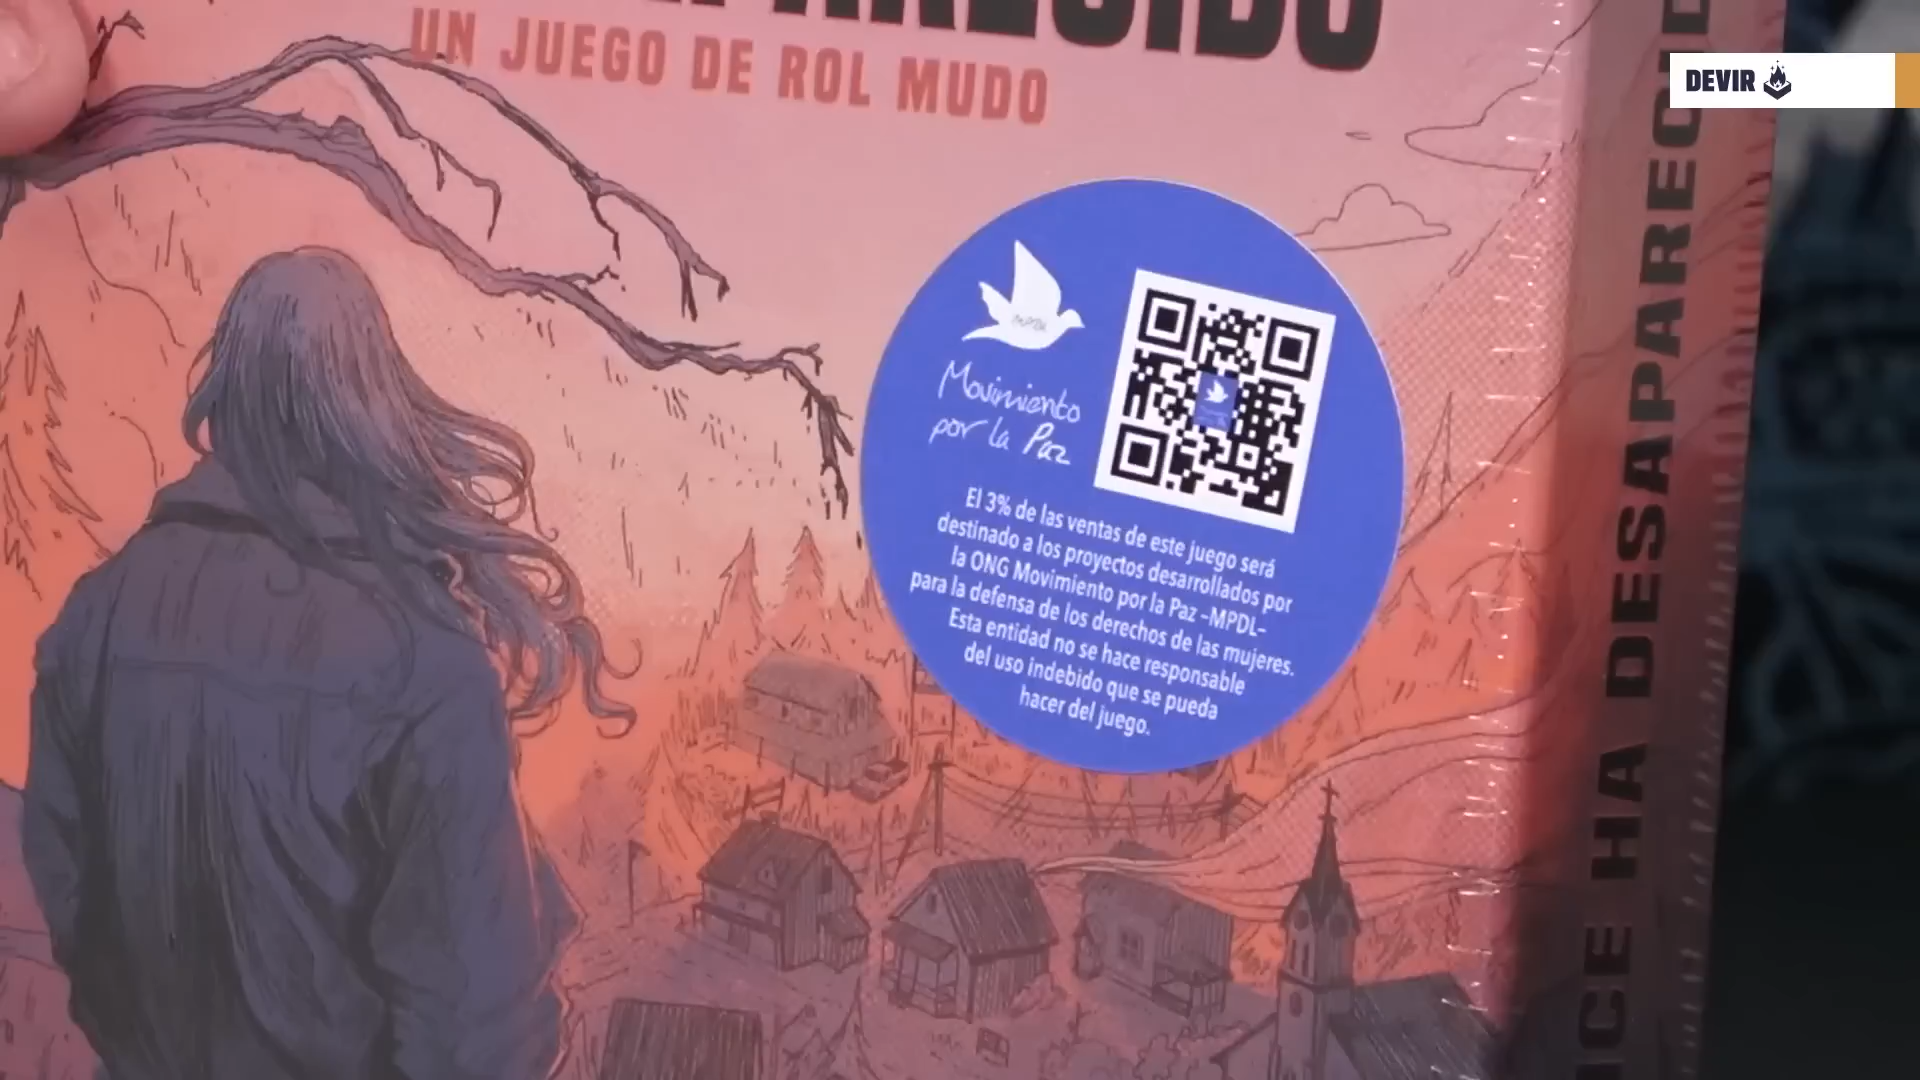 UN JUEGO DE ROL MUDO
DEVIR
Movimiento
por la Paz
El 3% de las ventas de este juego será
destinado a los proyectos desarrollados por
la ONG Movimiento por la Paz –MPDL–
para la defensa de los derechos de las mujeres.
Esta entidad no se hace responsable
del uso indebido que se pueda
hacer del juego.
HA DESAPARECID